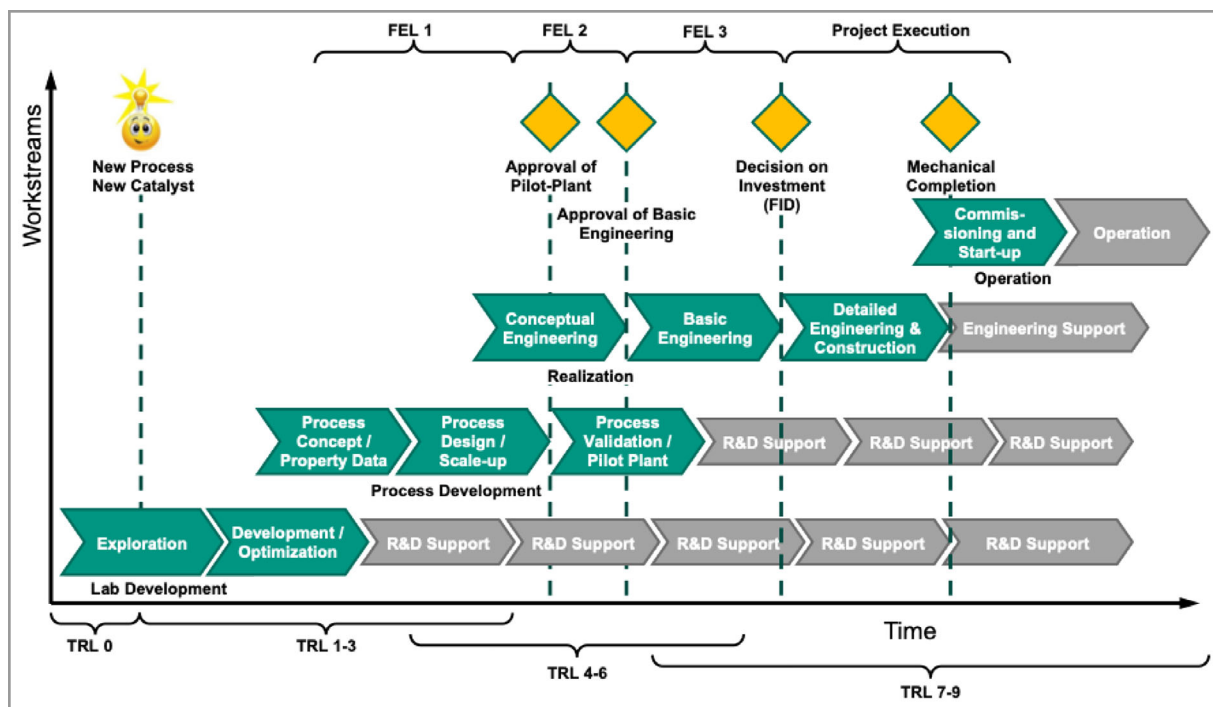 FEL 1
FEL 2
FEL 3
Project Execution
Workstreams
New Process
New Catalyst
Approval of
Pilot-Plant
Approval of Basic
Engineering
Decision on
Investment
(FID)
Mechanical
Completion
Commis-
sioning and
Start-up
Operation
Operation
Conceptual
Engineering
Basic
Engineering
Detailed
Engineering &
Construction
Engineering Support
Realization
Process
Concept /
Property Data
Process
Design /
Scale-up
Process
Validation /
Pilot Plant
R&D Support
R&D Support
R&D Support
Process Development
Exploration
Development /
Optimization
R&D Support
R&D Support
R&D Support
R&D Support
R&D Support
Lab Development
Time
TRL 0
TRL 1-3
TRL 4-6
TRL 7-9